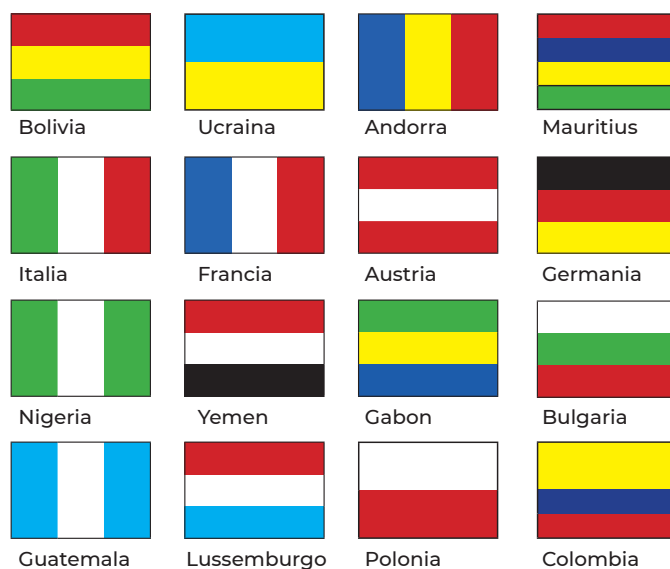 Bolivia Ucraina Andorra Mauritius
Italia Francia Austria Germania
Nigeria Yemen Gabon Bulgaria
Guatemala Lussemburgo Polonia Colombia